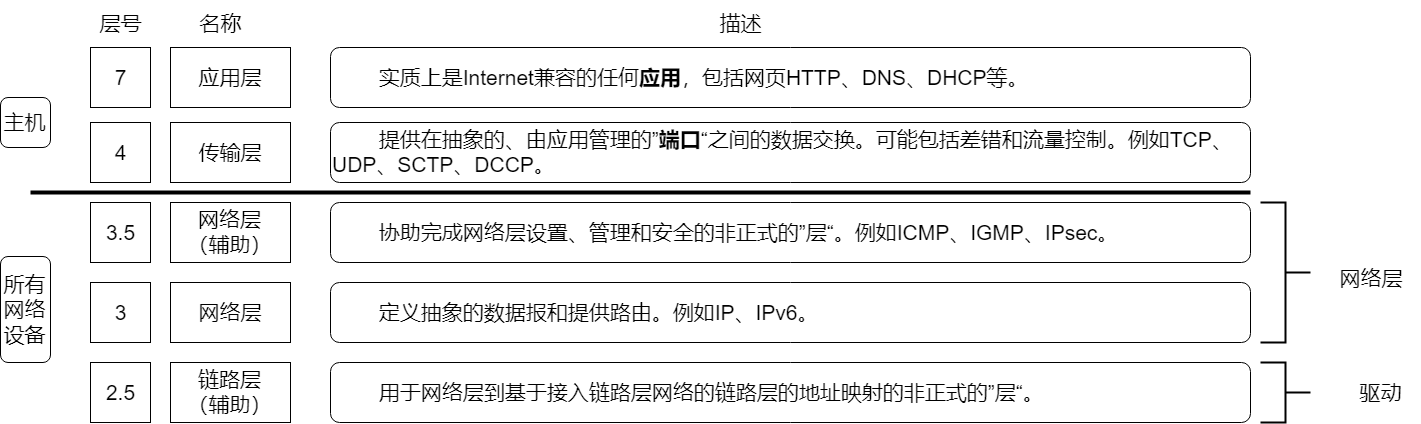 层号 名称 描述
7 应用层 实质上是Internet兼容的任何应用，包括网页HTTP、DNS、DHCP等。
主机
4 传输层 提供在抽象的、由应用管理的”端口“之间的数据交换。可能包括差错和流量控制。例如TCP、
UDP、SCTP、DCCP。
3.5 网络层
（辅助） 协助完成网络层设置、管理和安全的非正式的”层“。例如ICMP、IGMP、IPsec。
所有
网络
设备
网络层
3 网络层 定义抽象的数据报和提供路由。例如IP、IPv6。
2.5 链路层
（辅助） 用于网络层到基于接入链路层网络的链路层的地址映射的非正式的”层“。
驱动